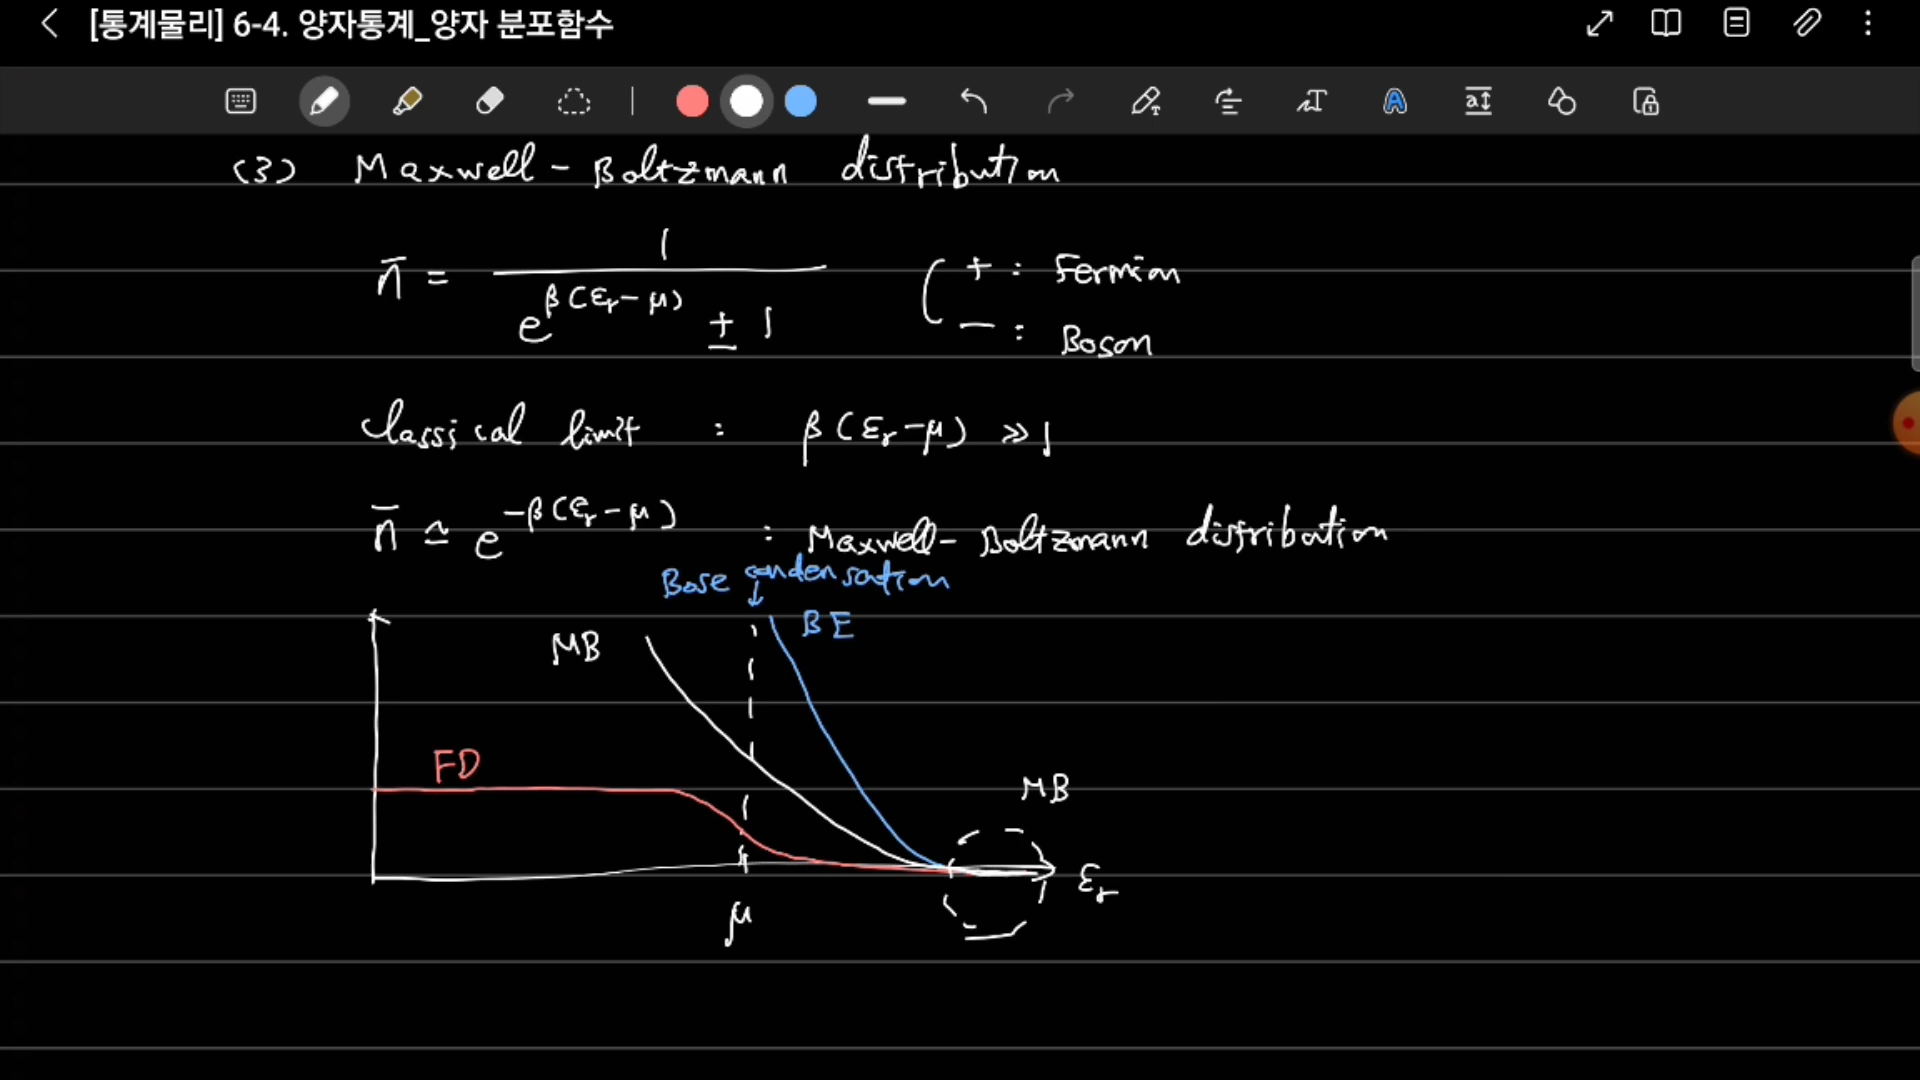 [통계물리] 6-4. 양자통계_양자 분포함수
(3) Maxwell - Boltzmann distribution
n̄ = 1 / (e^{β(ε_r - μ)} ± 1) ( + : Fermion
- : Boson
classical limit : β(ε_r - μ) ≫ 1
n̄ ≃ e^{-β(ε_r - μ)} : Maxwell - Boltzmann distribution
Bose condensation
MB
BE
FD
MB
ε_r
μ